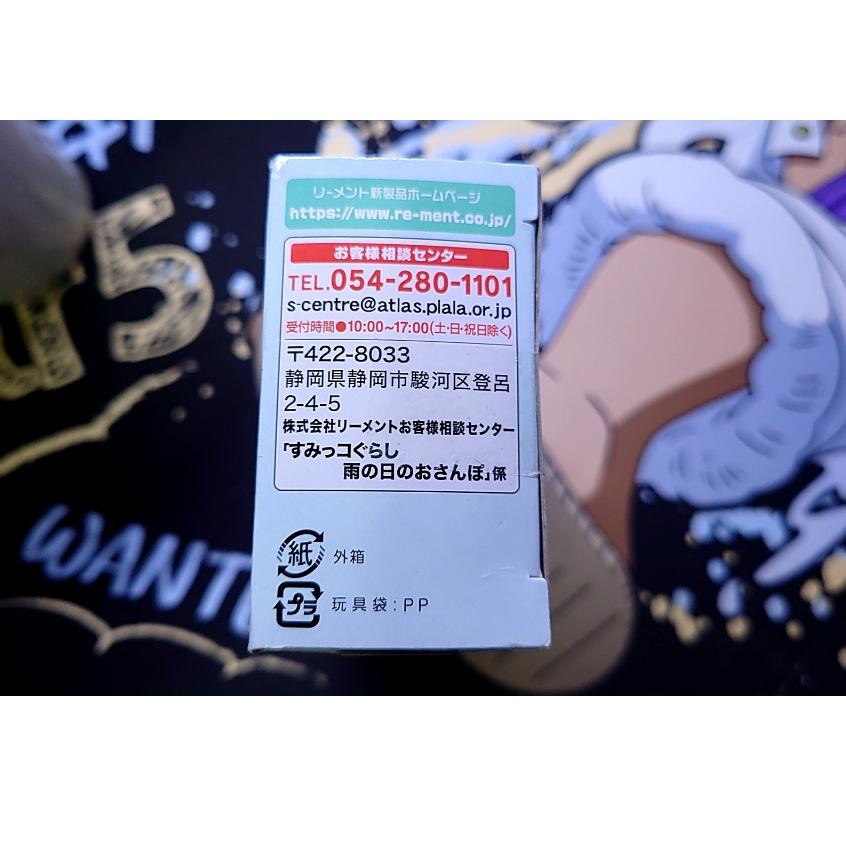 リーメント新製品ホームページ
https://www.re-ment.co.jp/
お客様相談センター
TEL.054-280-1101
s-centre@atlas.plala.or.jp
受付時間●10:00~17:00(土・日・祝日除く)
〒422-8033
静岡県静岡市駿河区登呂
2-4-5
株式会社リーメントお客様相談センター
「すみっコぐらし
雨の日のおさんぽ」係
紙 外箱
プラ 玩具袋:PP
5
WANT